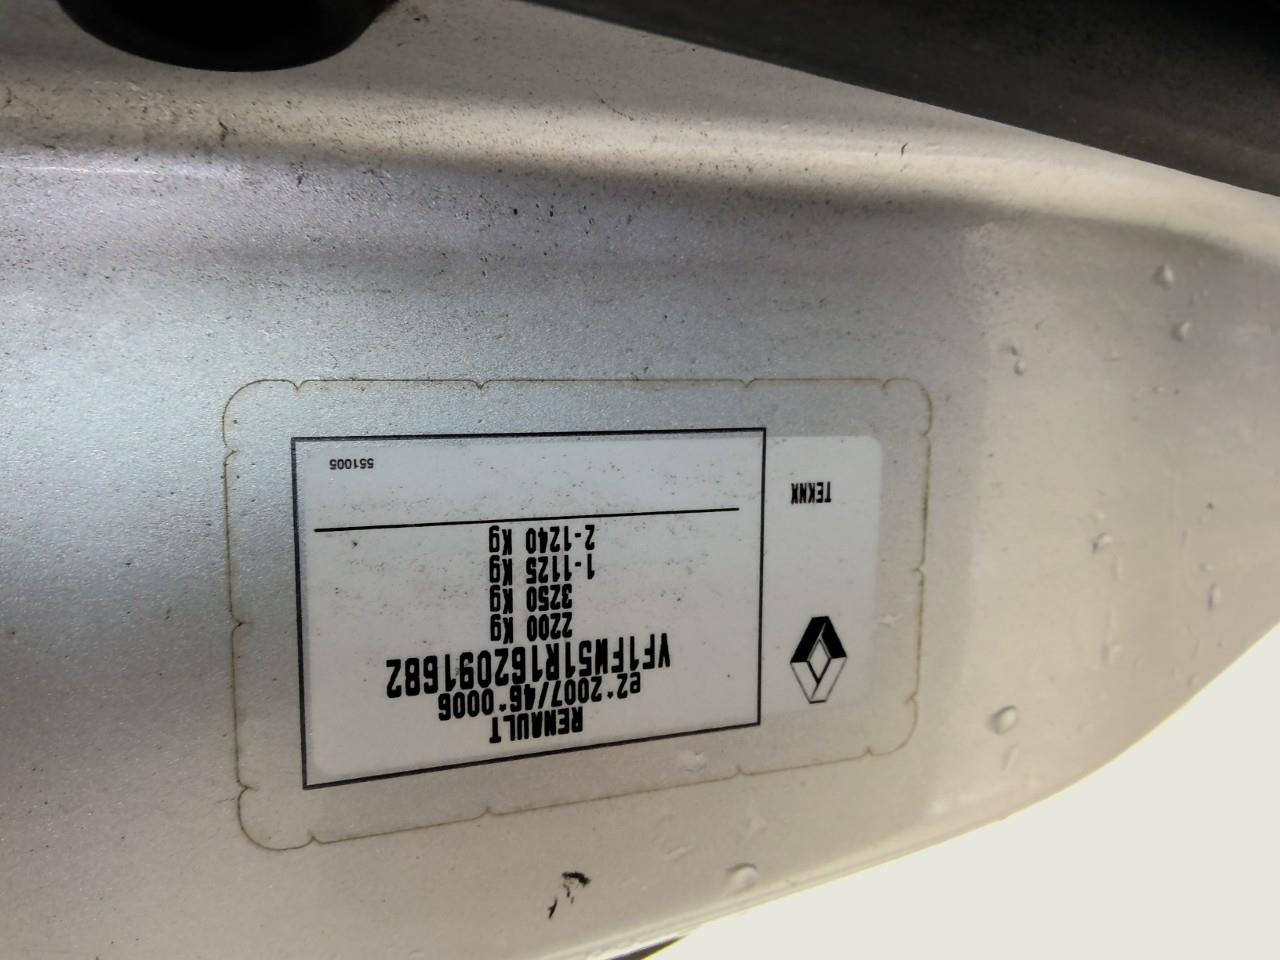 RENAULT
e2*2007/46*0006
VF1FW51R162091682
2200 Kg
3250 Kg
1-1125 Kg
2-1240 Kg
551005
TEKNX